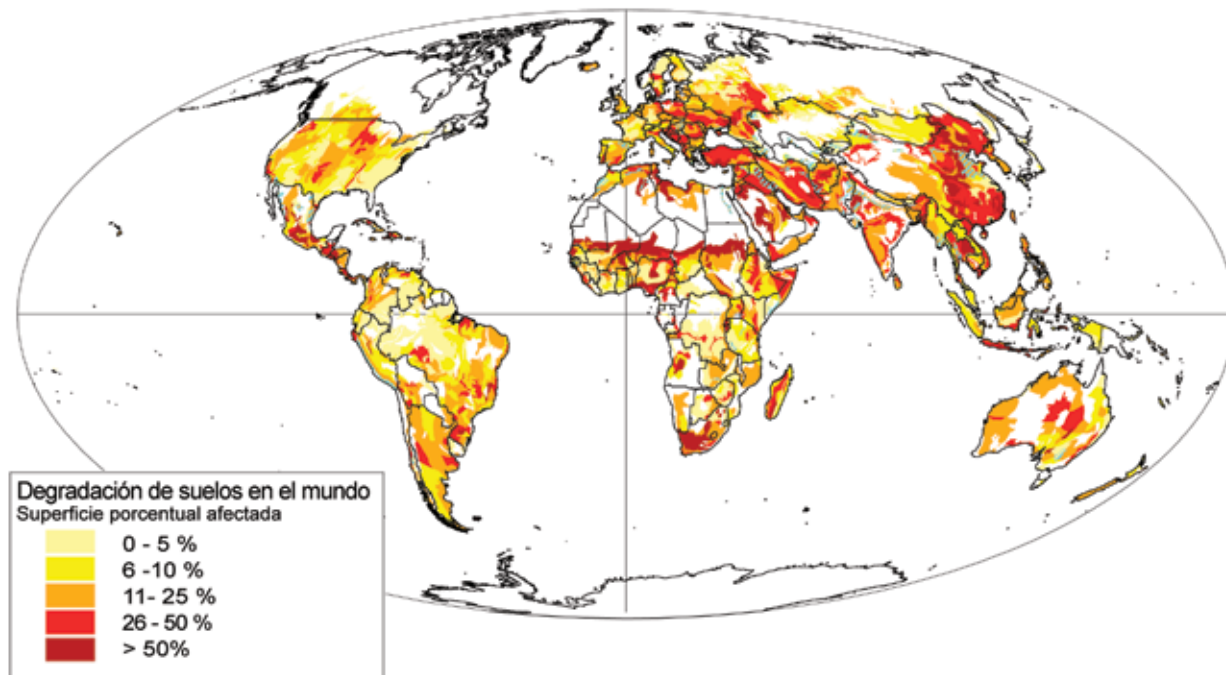 Degradación de suelos en el mundo
Superficie porcentual afectada
0 - 5 %
6 -10 %
11- 25 %
26 - 50 %
> 50%